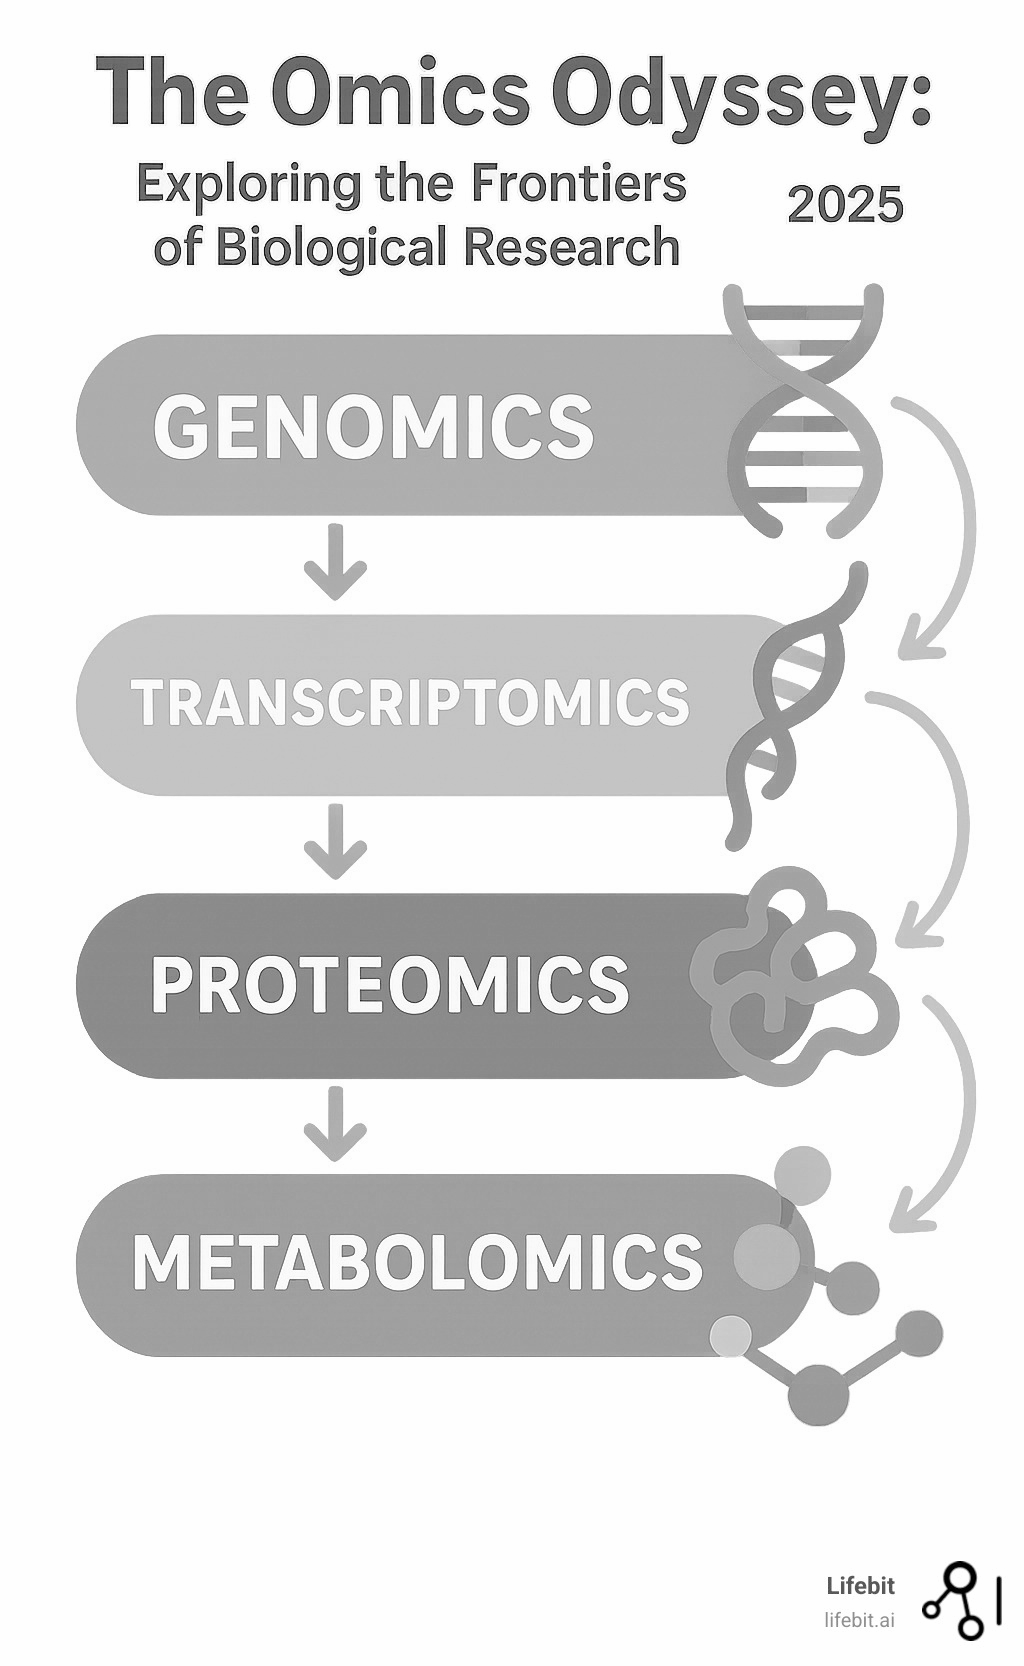 The Omics Odyssey:
Exploring the Frontiers
of Biological Research
2025
GENOMICS
TRANSCRIPTOMICS
PROTEOMICS
METABOLOMICS
Lifebit
lifebit.ai